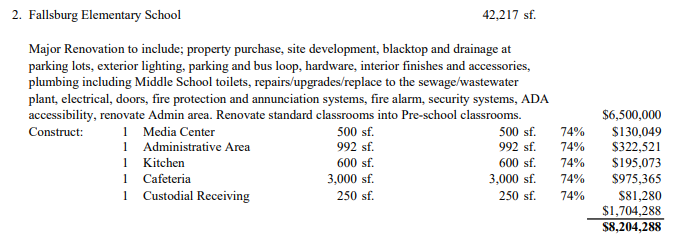 2. Fallsburg Elementary School 42,217 sf.
Major Renovation to include; property purchase, site development, blacktop and drainage at
parking lots, exterior lighting, parking and bus loop, hardware, interior finishes and accessories,
plumbing including Middle School toilets, repairs/upgrades/replace to the sewage/wastewater
plant, electrical, doors, fire protection and annunciation systems, fire alarm, security systems, ADA
accessibility, renovate Admin area. Renovate standard classrooms into Pre-school classrooms. $6,500,000
Construct: 1 Media Center 500 sf. 500 sf. 74% $130,049
1 Administrative Area 992 sf. 992 sf. 74% $322,521
1 Kitchen 600 sf. 600 sf. 74% $195,073
1 Cafeteria 3,000 sf. 3,000 sf. 74% $975,365
1 Custodial Receiving 250 sf. 250 sf. 74% $81,280
$1,704,288
$8,204,288